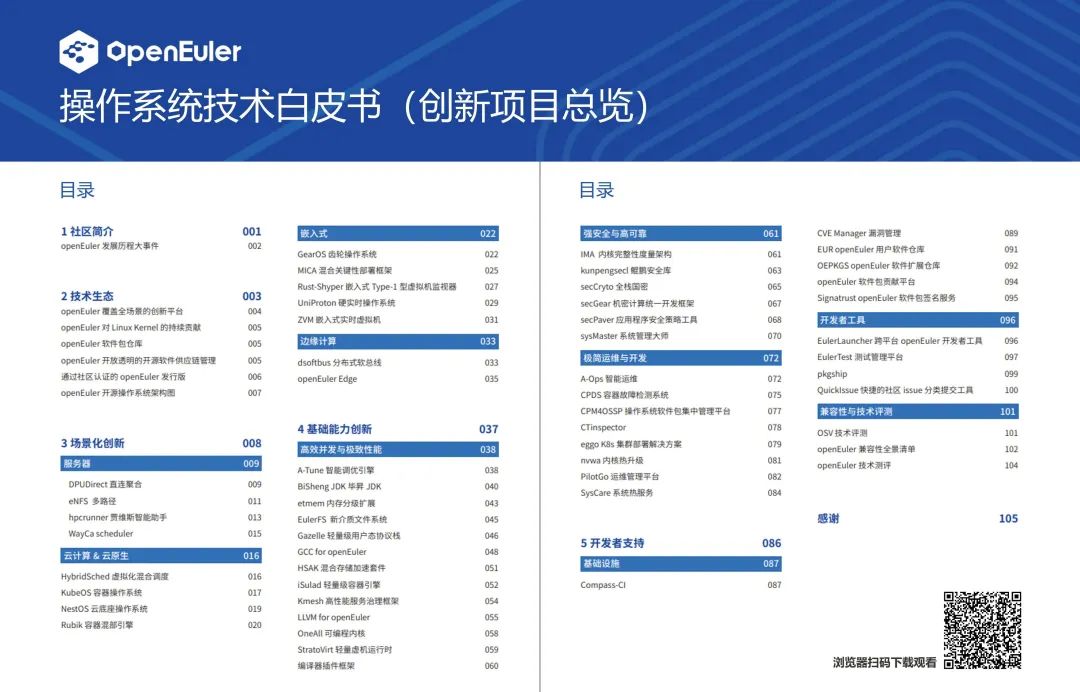 OpenEuler
操作系统技术白皮书（创新项目总览）
目录
1 社区简介 001
openEuler 发展历程大事件 002
2 技术生态 003
openEuler 覆盖全场景的创新平台 004
openEuler 对 Linux Kernel 的持续贡献 005
openEuler 软件包仓库 005
openEuler 开放透明的开源软件供应链管理 005
通过社区认证的 openEuler 发行版 006
openEuler 开源操作系统架构图 007
3 场景化创新 008
服务器 009
DPUDirect 直连聚合 009
eNFS 多路径 011
hpcrunner 贾维斯智能助手 013
WayCa scheduler 015
云计算 & 云原生 016
HybridSched 虚拟化混合调度 016
KubeOS 容器操作系统 017
NestOS 云底座操作系统 019
Rubik 容器混部引擎 020
嵌入式 022
GearOS 齿轮操作系统 022
MICA 混合关键性部署框架 025
Rust-Shyper 嵌入式 Type-1 型虚拟机监视器 027
UniProton 硬实时操作系统 029
ZVM 嵌入式实时虚拟机 031
边缘计算 033
dsoftbus 分布式软总线 033
openEuler Edge 035
4 基础能力创新 037
高效并发与极致性能 038
A-Tune 智能调优引擎 038
BiSheng JDK 毕昇 JDK 040
etmem 内存分级扩展 043
EulerFS 新介质文件系统 045
Gazelle 轻量级用户态协议栈 046
GCC for openEuler 048
HSAK 混合存储加速套件 051
iSulad 轻量级容器引擎 052
Kmesh 高性能服务治理框架 054
LLVM for openEuler 055
OneAll 可编程内核 058
StratoVirt 轻量虚机运行时 059
编译器插件框架 060
目录
强安全与高可靠 061
IMA 内核完整性度量架构 061
kunpengsecl 鲲鹏安全库 063
secCryto 全栈国密 065
secGear 机密计算统一开发框架 067
secPaver 应用程序安全策略工具 068
sysMaster 系统管理大师 070
极简运维与开发 072
A-Ops 智能运维 072
CPDS 容器故障检测系统 075
CPM4OSSP 操作系统软件包集中管理平台 077
CTinspector 078
eggo K8s 集群部署解决方案 079
nvwa 内核热升级 081
PilotGo 运维管理平台 082
SysCare 系统热服务 084
5 开发者支持 086
基础设施 087
Compass-CI 087
CVE Manager 漏洞管理 089
EUR openEuler 用户软件仓库 091
OEPKGS openEuler 软件扩展仓库 092
openEuler 软件包贡献平台 094
Signatrust openEuler 软件包签名服务 095
开发者工具 096
EulerLauncher 跨平台 openEuler 开发者工具 096
EulerTest 测试管理平台 097
pkgship 099
QuickIssue 快捷的社区 issue 分类提交工具 100
兼容性与技术评测 101
OSV 技术评测 101
openEuler 兼容性全景清单 102
openEuler 技术测评 104
感谢 105
浏览器扫码下载观看